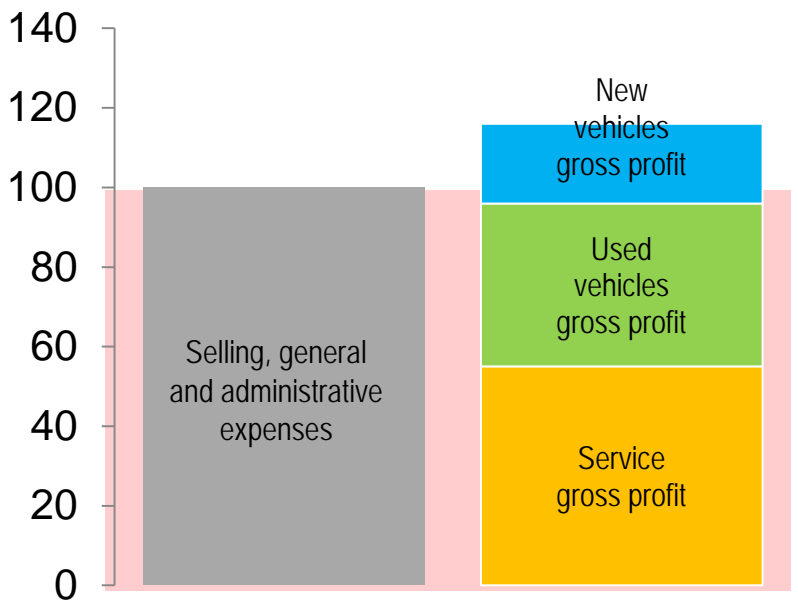 140
120
100
80
60
40
20
0
Selling, general
and administrative
expenses
New
vehicles
gross profit
Used
vehicles
gross profit
Service
gross profit